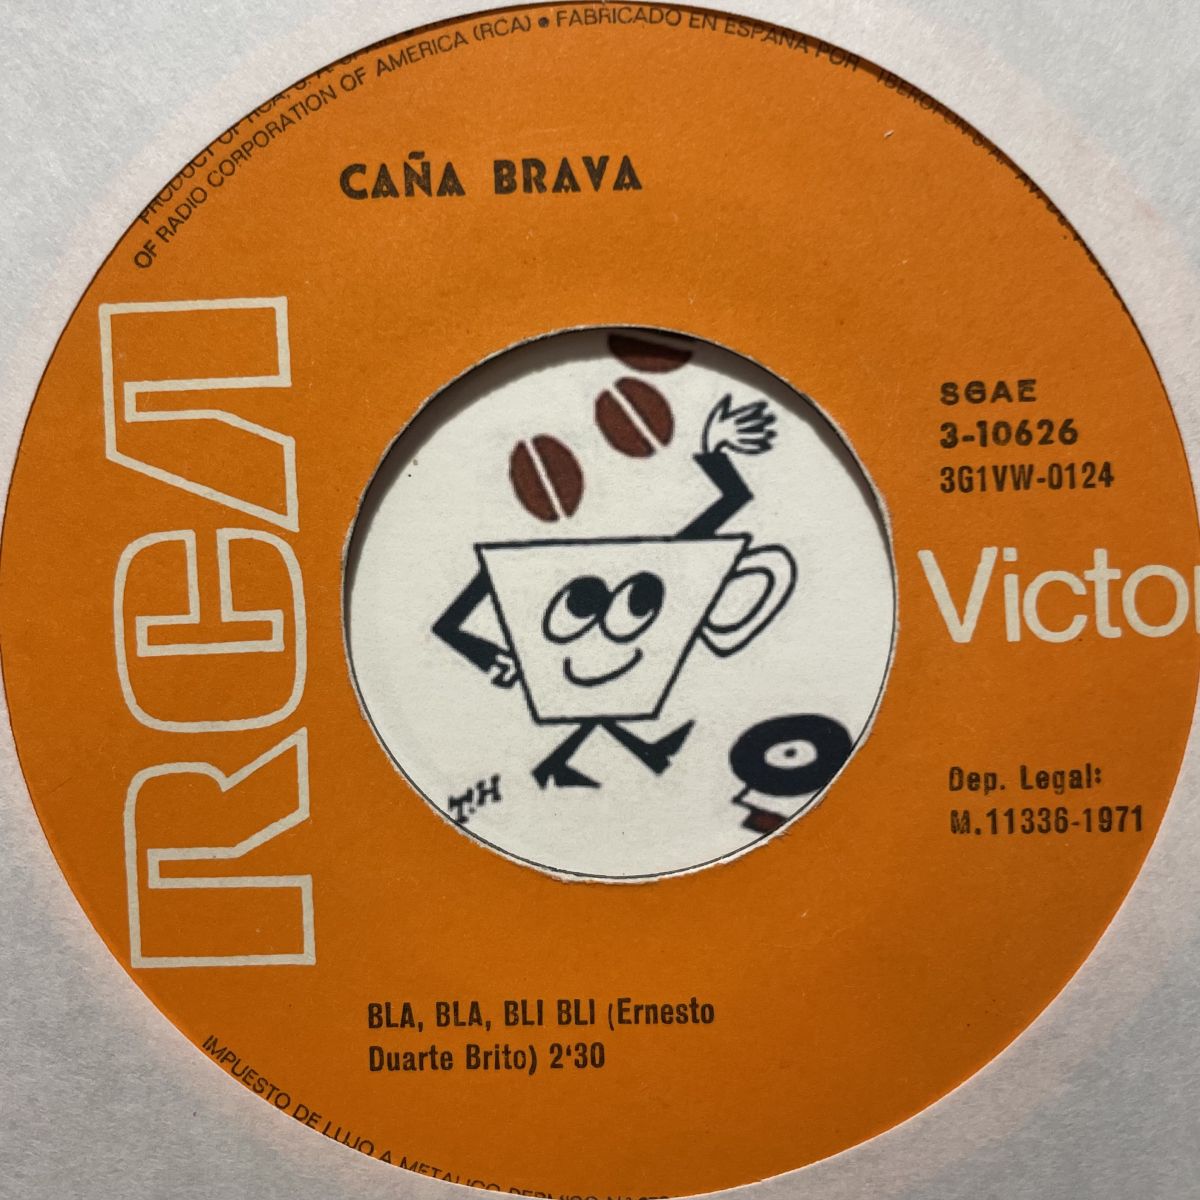 PRODUCT OF RCA, S.
OF RADIO CORPORATION OF AMERICA (RCA) • FABRICADO EN ESPAÑA POR IBEROFON
CAÑA BRAVA
RCA
SGAE
3-10626
3G1VW-0124
Victor
Dep. Legal:
M.11336-1971
T.H
BLA, BLA, BLI BLI (Ernesto
Duarte Brito) 2'30
IMPUESTO DE LUJO A METALICO PERMISO